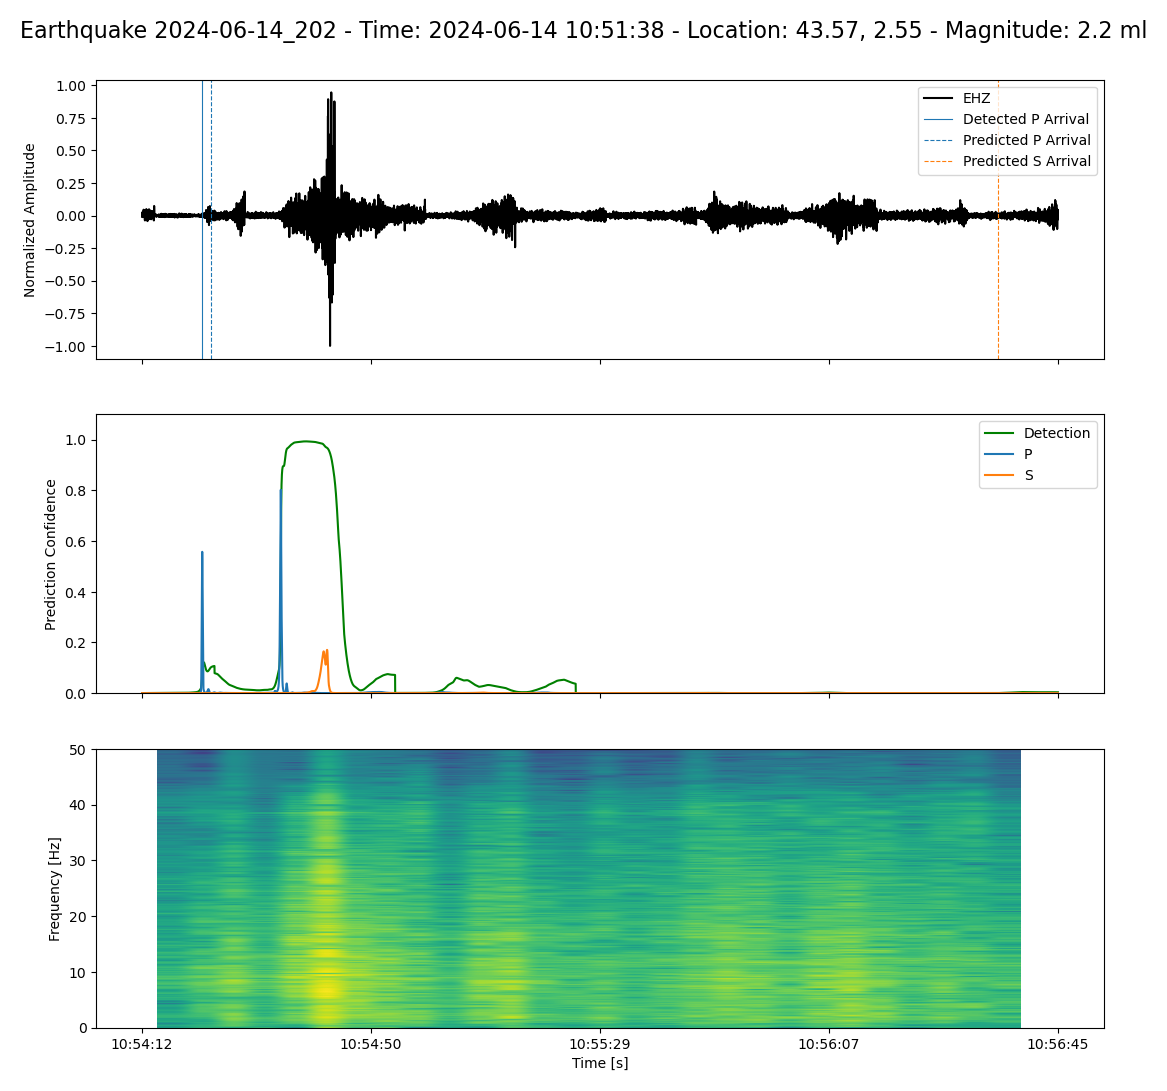 Earthquake 2024-06-14_202 - Time: 2024-06-14 10:51:38 - Location: 43.57, 2.55 - Magnitude: 2.2 ml
Normalized Amplitude
1.00
0.75
0.50
0.25
0.00
−0.25
−0.50
−0.75
−1.00
EHZ
Detected P Arrival
Predicted P Arrival
Predicted S Arrival
Prediction Confidence
1.0
0.8
0.6
0.4
0.2
0.0
Detection
P
S
Frequency [Hz]
50
40
30
20
10
0
10:54:12
10:54:50
10:55:29
10:56:07
10:56:45
Time [s]